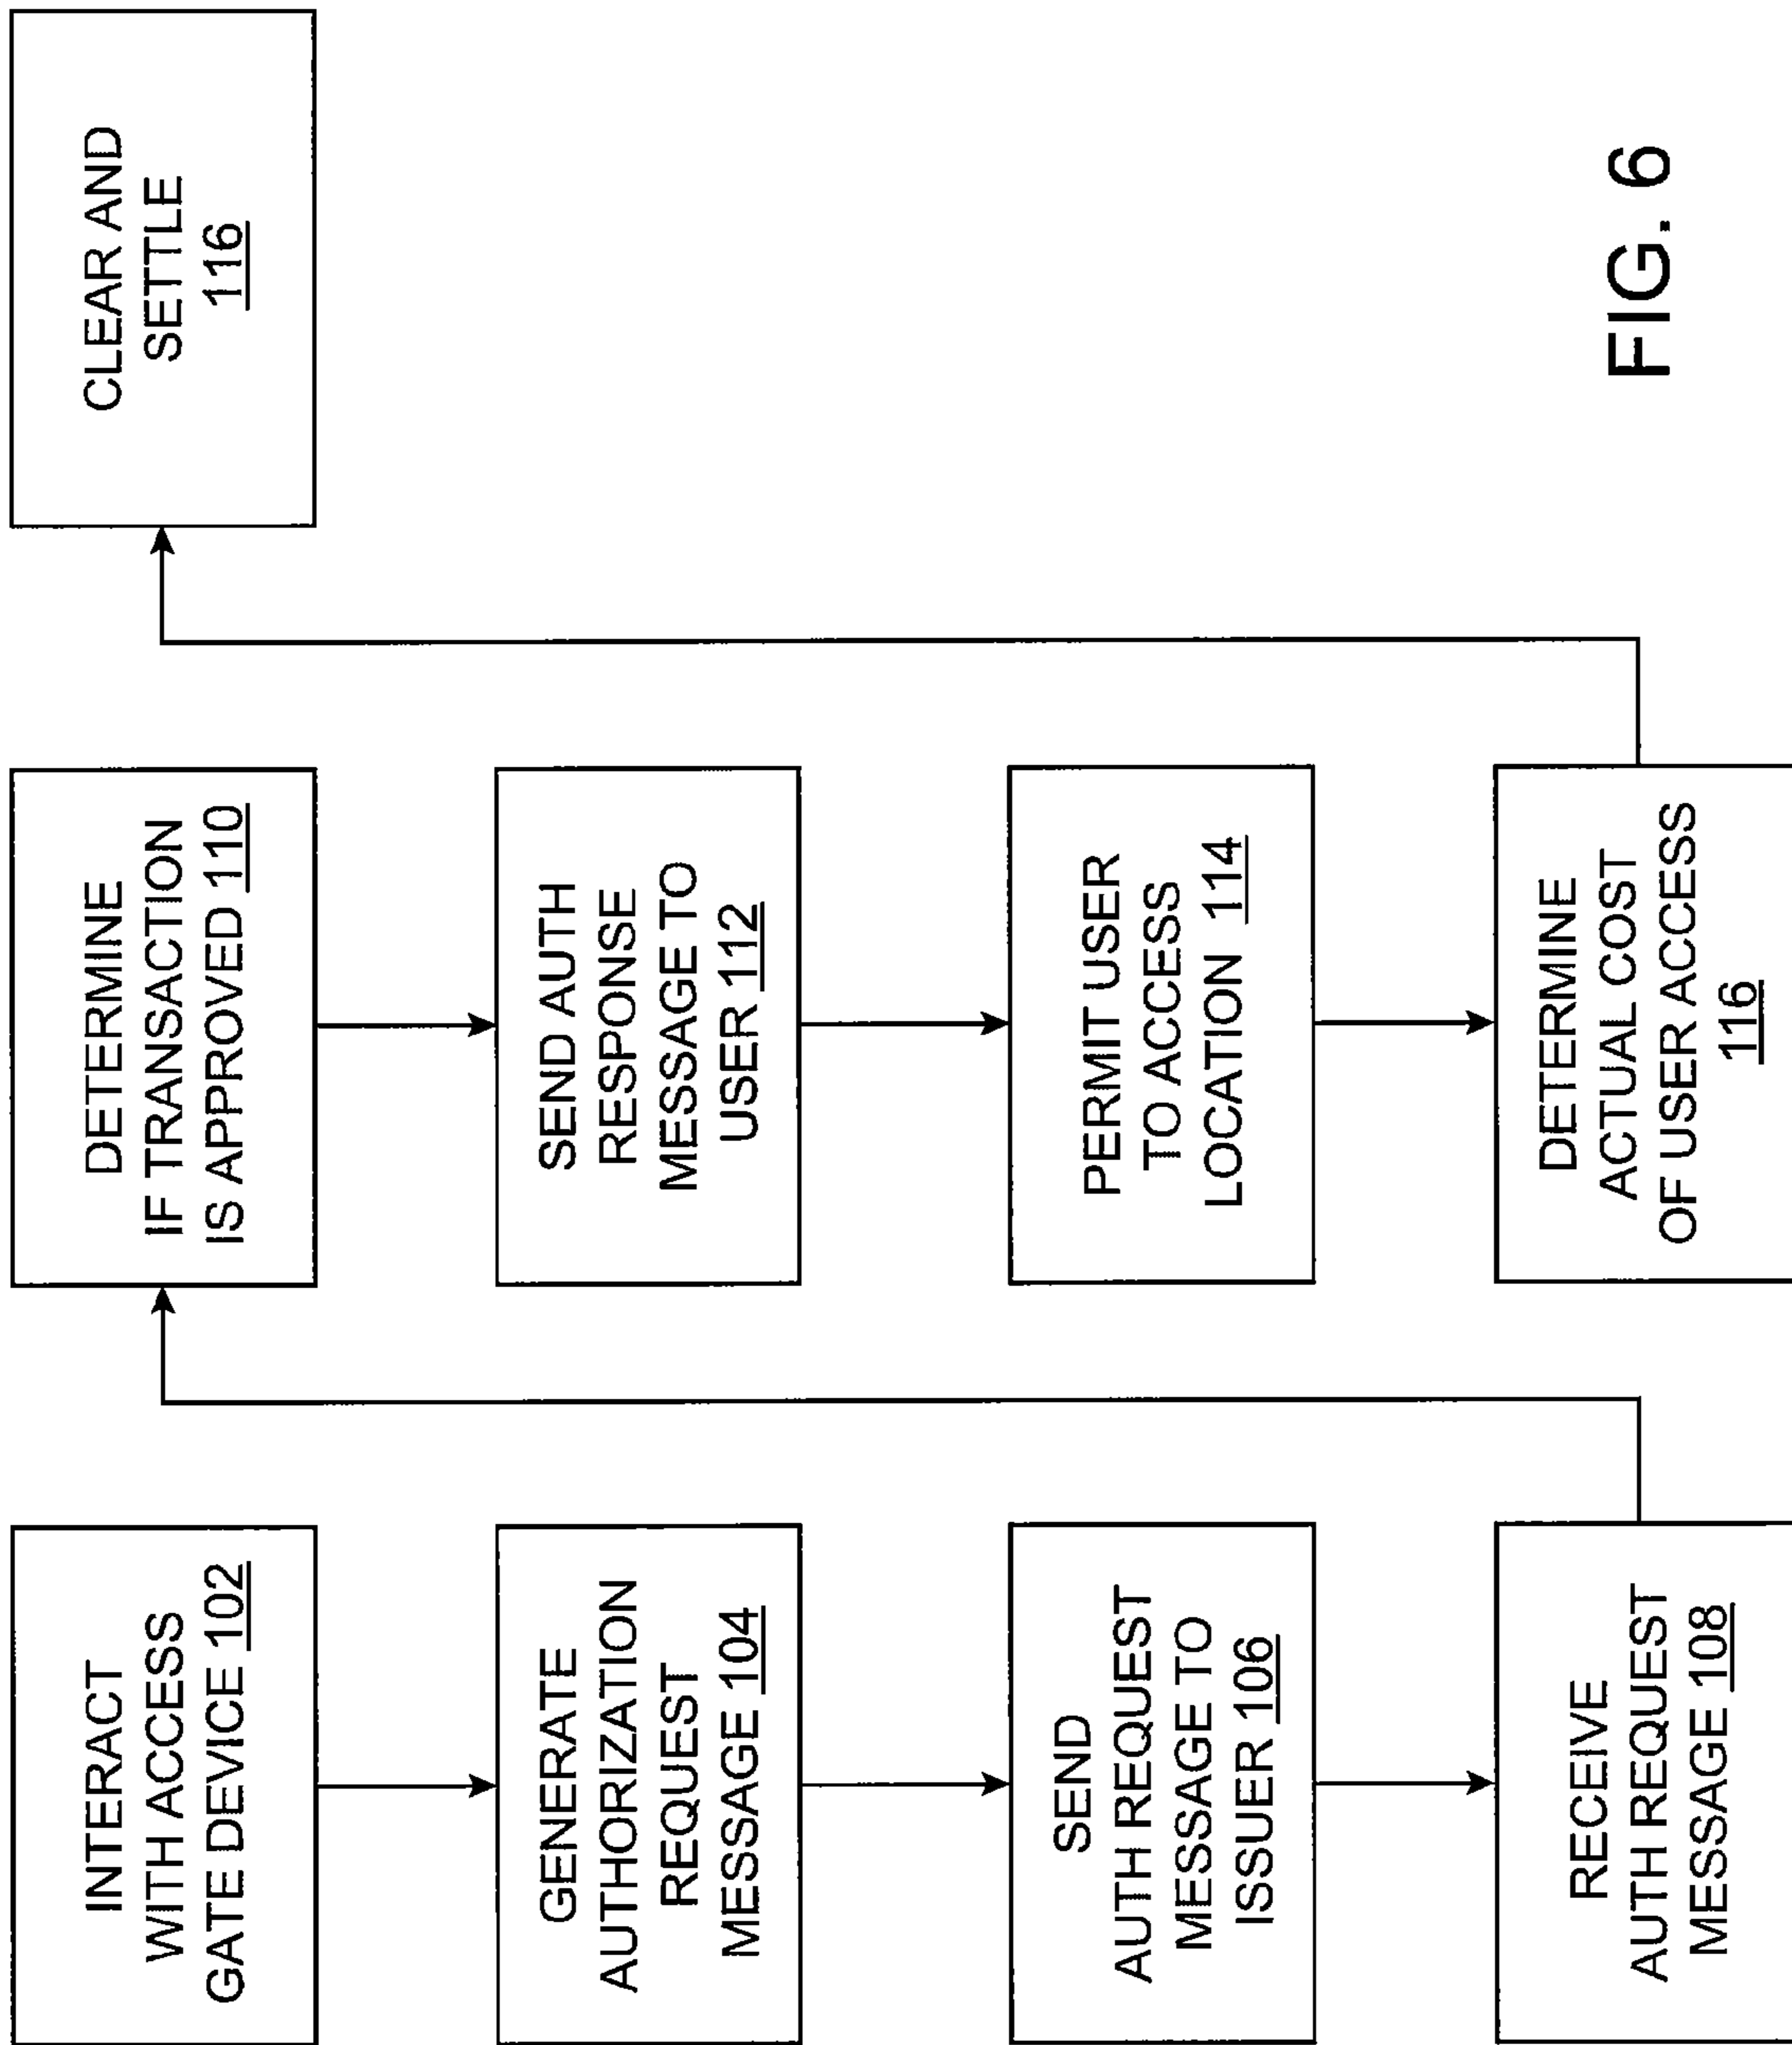 INTERACT
WITH ACCESS
GATE DEVICE 102
GENERATE
AUTHORIZATION
REQUEST
MESSAGE 104
SEND
AUTH REQUEST
MESSAGE TO
ISSUER 106
RECEIVE
AUTH REQUEST
MESSAGE 108
DETERMINE
IF TRANSACTION
IS APPROVED 110
SEND AUTH
RESPONSE
MESSAGE TO
USER 112
PERMIT USER
TO ACCESS
LOCATION 114
DETERMINE
ACTUAL COST
OF USER ACCESS
116
CLEAR AND
SETTLE
116
FIG. 6